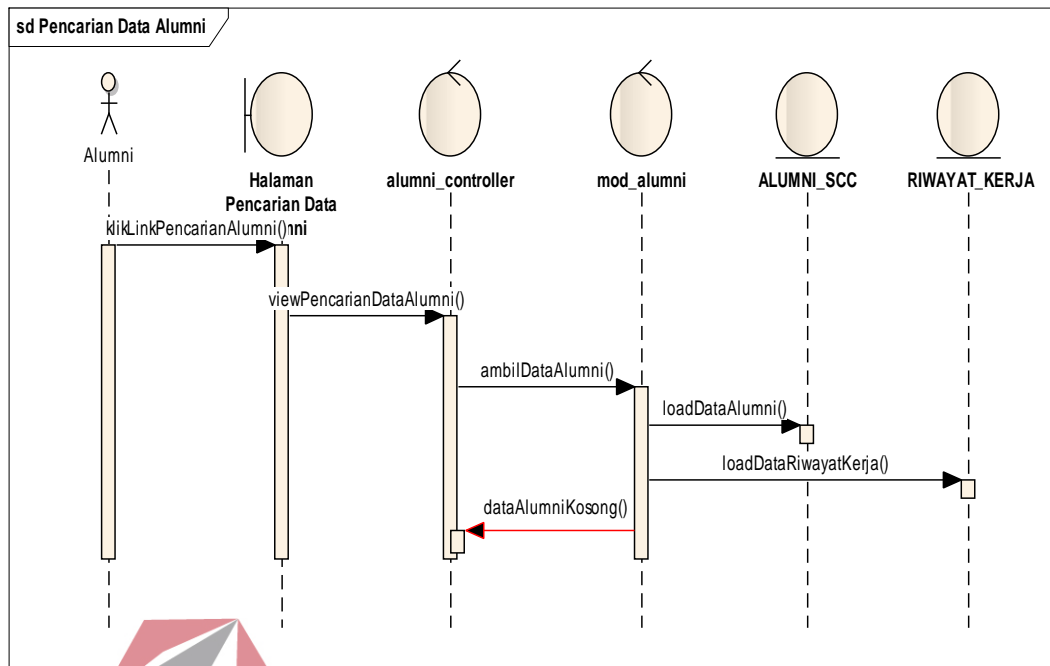 sd Pencarian Data Alumni
Alumni
Halaman
Pencarian Data
alumni_controller
mod_alumni
ALUMNI_SCC
RIWAYAT_KERJA
klikLinkPencarianAlumni()
viewPencarianDataAlumni()
ambilDataAlumni()
loadDataAlumni()
loadDataRiwayatKerja()
dataAlumniKosong()